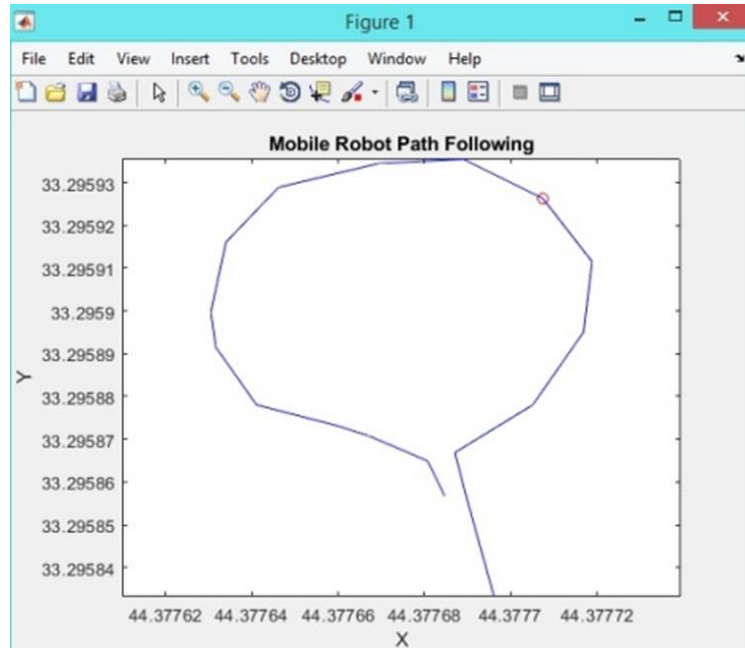 Figure 1
File Edit View Insert Tools Desktop Window Help
Mobile Robot Path Following
33.29593
33.29592
33.29591
33.2959
33.29589
33.29588
33.29587
33.29586
33.29585
33.29584
Y
44.37762 44.37764 44.37766 44.37768 44.3777 44.37772
X